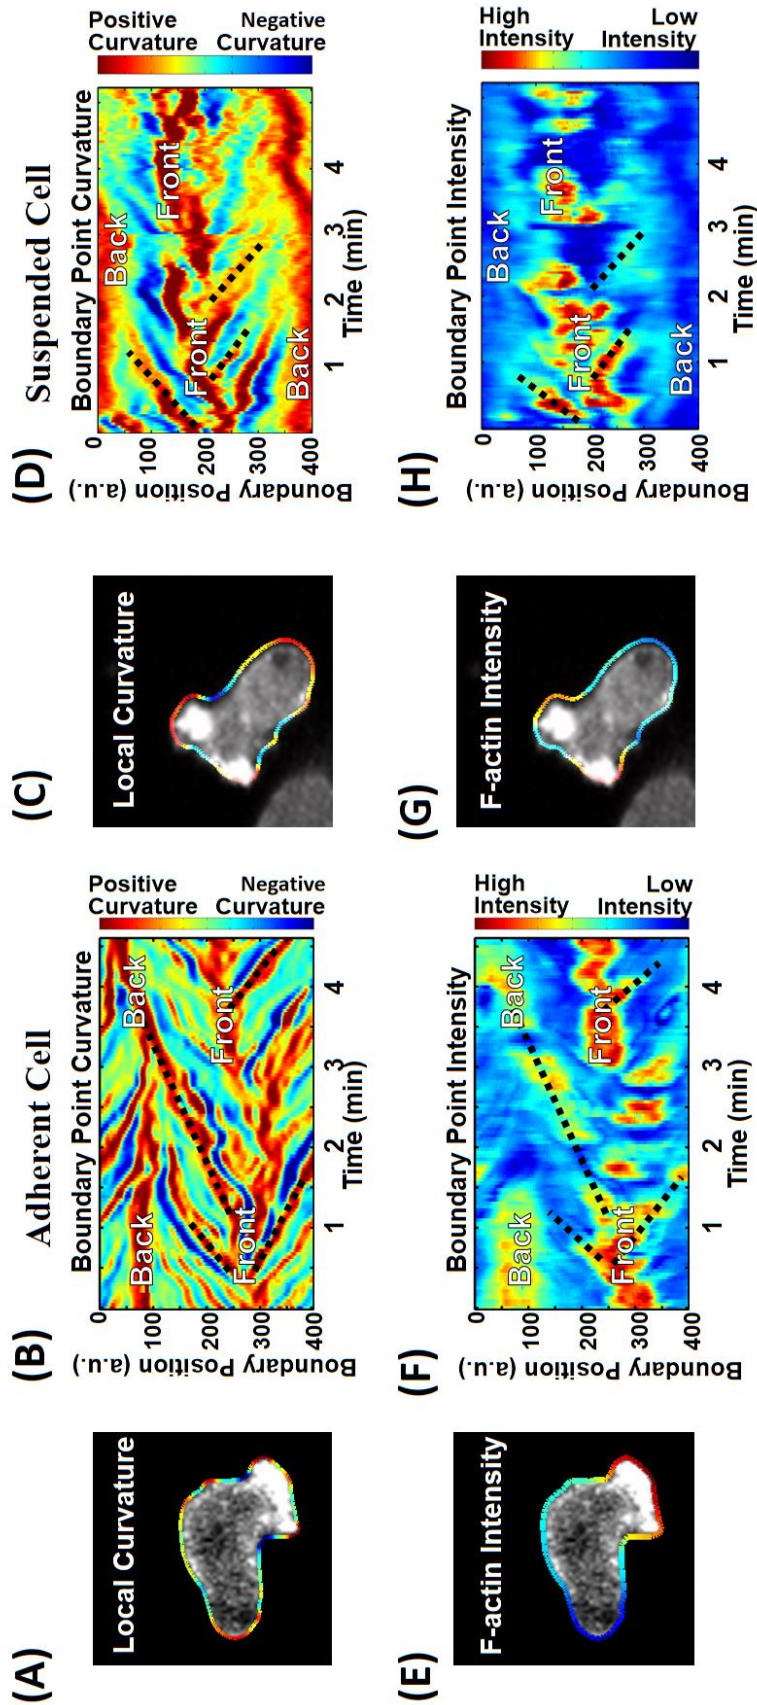 Adherent Cell
Suspended Cell
(A)
Local Curvature
(B)
Boundary Point Curvature
Positive
Curvature
Negative
Curvature
0
100
200
300
400
Boundary Position (a.u.)
Back
Back
Front
Front
1
2
3
4
Time (min)
(C)
Local Curvature
(D)
Boundary Point Curvature
Positive
Curvature
Negative
Curvature
0
100
200
300
400
Boundary Position (a.u.)
Back
Front
Front
Back
1
2
3
4
Time (min)
(E)
F-actin Intensity
(F)
Boundary Point Intensity
High
Intensity
Low
Intensity
0
100
200
300
400
Boundary Position (a.u.)
Back
Back
Front
Front
1
2
3
4
Time (min)
(G)
F-actin Intensity
(H)
Boundary Point Intensity
High
Intensity
Low
Intensity
0
100
200
300
400
Boundary Position (a.u.)
Back
Front
Front
Back
1
2
3
4
Time (min)